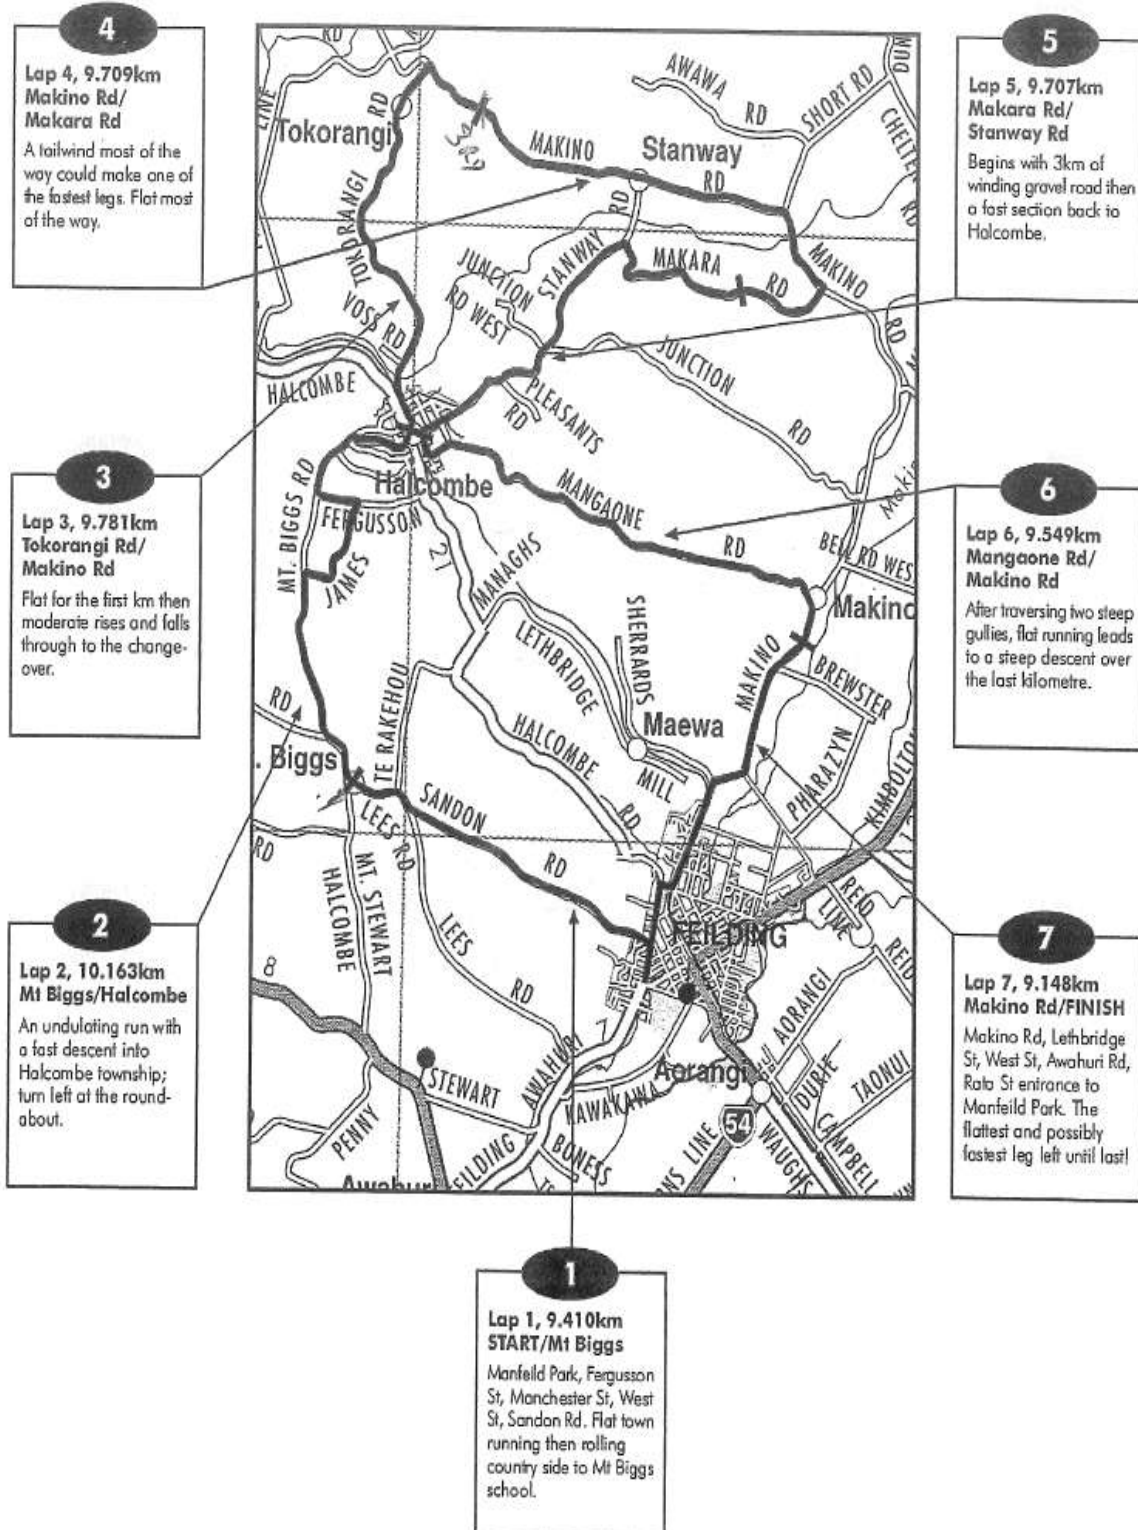 4
Lap 4, 9.709km
Makino Rd/
Makara Rd
A tailwind most of the
way could make one of
the fastest legs. Flat most
of the way.
5
Lap 5, 9.707km
Makara Rd/
Stanway Rd
Begins with 3km of
winding gravel road then
a fast section back to
Halcombe.
3
Lap 3, 9.781km
Tokorangi Rd/
Makino Rd
Flat for the first km then
moderate rises and falls
through to the change-
over.
6
Lap 6, 9.549km
Mangaone Rd/
Makino Rd
After traversing two steep
gullies, flat running leads
to a steep descent over
the last kilometre.
2
Lap 2, 10.163km
Mt Biggs/Halcombe
An undulating run with
a fast descent into
Halcombe township;
turn left at the round-
about.
7
Lap 7, 9.148km
Makino Rd/FINISH
Makino Rd, Lethbridge
St, West St, Awahuri Rd,
Rata St entrance to
Manfeild Park. The
flattest and possibly
fastest leg left until last!
1
Lap 1, 9.410km
START/Mt Biggs
Manfeild Park, Fergusson
St, Manchester St, West
St, Sandon Rd. Flat town
running then rolling
country side to Mt Biggs
school.
RD
LINE
Tokorangi
RD
TOKORANGI
AWAWA
RD
SHORT RD
DUN
CHELTEN
RD
MAKINO
Stanway
RD
RD
STANWAY
MAKARA
RD
MAKINO
RD
JUNCTION
RD WEST
VOSS RD
HALCOMBE
JUNCTION
RD
PLEASANTS
RD
Halcombe
MT. BIGGS RD
FERGUSSON
JAMES
21
MANGAONE
RD
BELL RD WES
Makino
MANAGHS
LETHBRIDGE
SHERRARDS
MAKINO
BREWSTER
PHARAZYN
KIMBOLTON
Maewa
MILL
HALCOMBE
RD
TE RAKEHOU
RD
. Biggs
LEES RD
SANDON
RD
RD
MT. STEWART
HALCOMBE
LEES
RD
FEILDING
REID
LINE
REID
AORANGI
8
7
STEWART
PENNY
AWAHURI
KAWAKAWA
Aorangi
DURIE
TAONUI
54
CAMPBELL
WAUGHS
NS LINE
BONESS
EILDING
Awahur